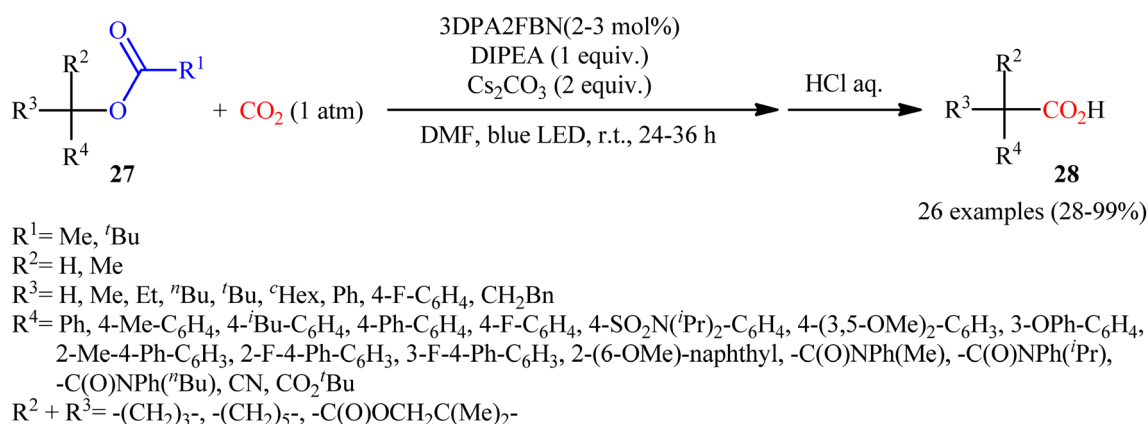 O
R²
R¹
R³
O
R⁴
27
+ CO₂ (1 atm)
3DPA2FBN(2-3 mol%)
DIPEA (1 equiv.)
Cs₂CO₃ (2 equiv.)
DMF, blue LED, r.t., 24-36 h
HCl aq.
R²
R³
CO₂H
R⁴
28
26 examples (28-99%)
R¹= Me, ᵗBu
R²= H, Me
R³= H, Me, Et, ⁿBu, ᵗBu, ᶜHex, Ph, 4-F-C₆H₄, CH₂Bn
R⁴= Ph, 4-Me-C₆H₄, 4-ⁱBu-C₆H₄, 4-Ph-C₆H₄, 4-F-C₆H₄, 4-SO₂N(ⁱPr)₂-C₆H₄, 4-(3,5-OMe)₂-C₆H₃, 3-OPh-C₆H₄,
2-Me-4-Ph-C₆H₃, 2-F-4-Ph-C₆H₃, 3-F-4-Ph-C₆H₃, 2-(6-OMe)-naphthyl, -C(O)NPh(Me), -C(O)NPh(ⁱPr),
-C(O)NPh(ⁿBu), CN, CO₂ᵗBu
R² + R³= -(CH₂)₃-, -(CH₂)₅-, -C(O)OCH₂C(Me)₂-